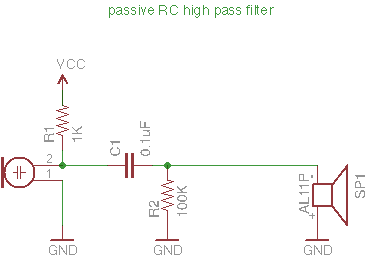 passive RC high pass filter
VCC
R1
1K
2
1
C1
0.1uF
R2
100K
AL11P
-
+
SP1
GND
GND
GND